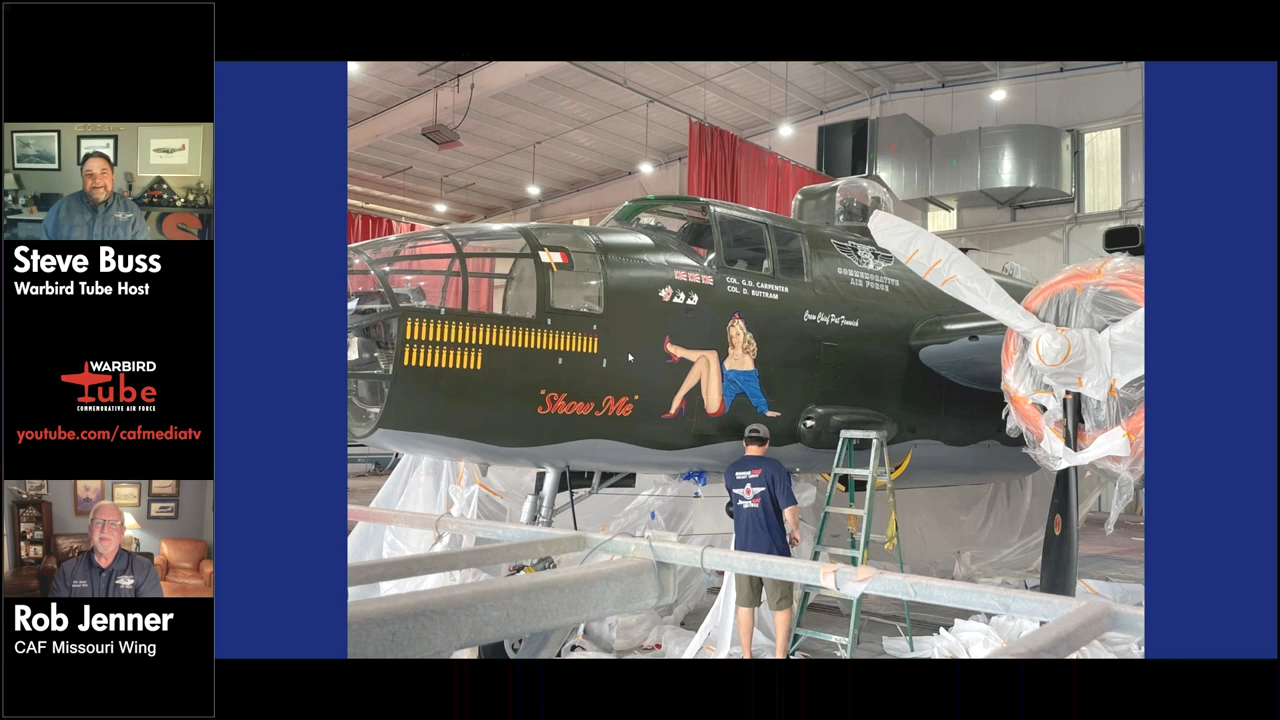 Steve Buss
Warbird Tube Host
WARBIRD
Tube
COMMEMORATIVE AIR FORCE
youtube.com/cafmediatv
Rob Jenner
CAF Missouri Wing
COL. G.D. CARPENTER
COL. D. BUTTRAM
COMMEMORATIVE
AIR FORCE
Crew Chief Pat Fenwick
"Show Me"